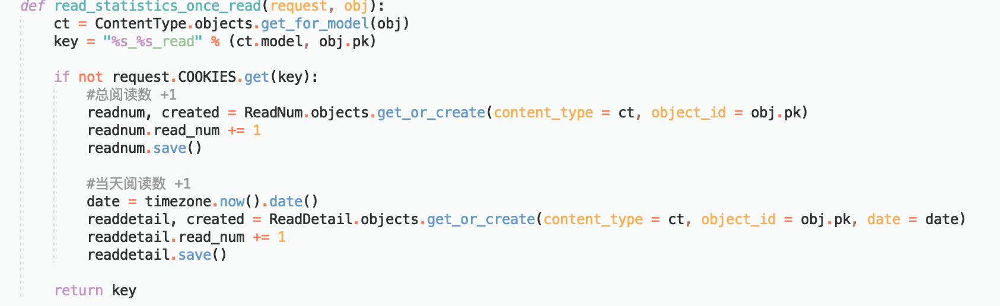 def read_statistics_once_read(request, obj):
    ct = ContentType.objects.get_for_model(obj)
    key = "%s_%s_read" % (ct.model, obj.pk)
    if not request.COOKIES.get(key):
        #总阅读数 +1
        readnum, created = ReadNum.objects.get_or_create(content_type = ct, object_id = obj.pk)
        readnum.read_num += 1
        readnum.save()
        #当天阅读数 +1
        date = timezone.now().date()
        readdetail, created = ReadDetail.objects.get_or_create(content_type = ct, object_id = obj.pk, date = date)
        readdetail.read_num += 1
        readdetail.save()
    return key